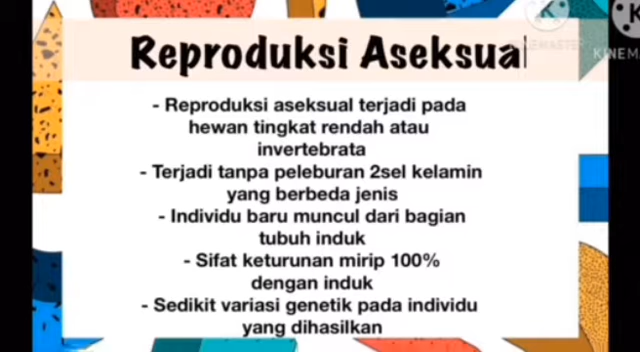 Reproduksi Aseksual
KINEMASTER
KINEM
- Reproduksi aseksual terjadi pada
hewan tingkat rendah atau
invertebrata
- Terjadi tanpa peleburan 2sel kelamin
yang berbeda jenis
- Individu baru muncul dari bagian
tubuh induk
- Sifat keturunan mirip 100%
dengan induk
- Sedikit variasi genetik pada individu
yang dihasilkan